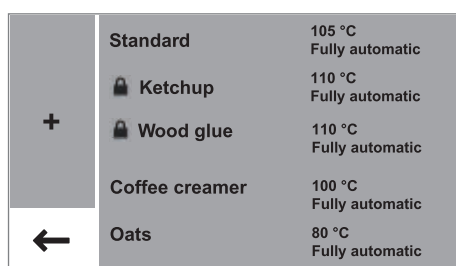 Standard 105 °C
Fully automatic
Ketchup 110 °C
Fully automatic
+
Wood glue 110 °C
Fully automatic
Coffee creamer 100 °C
Fully automatic
Oats 80 °C
Fully automatic